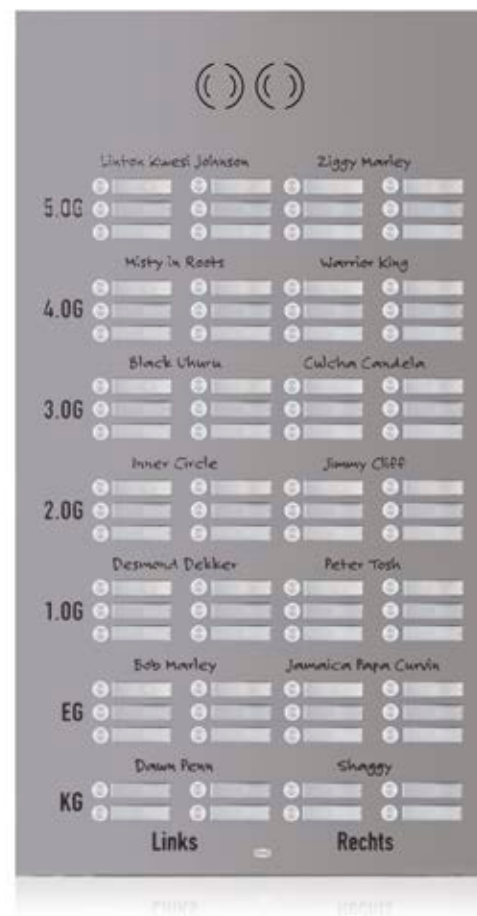 Linton Kwesi Johnson Ziggy Marley
5.OG
Misty in Roots Warrior King
4.OG
Black Uhuru Culcha Candela
3.OG
Inner Circle Jimmy Cliff
2.OG
Desmond Dekker Peter Tosh
1.OG
Bob Marley Jamaica Papa Curvin
EG
Dawn Penn Shaggy
KG
Links Rechts